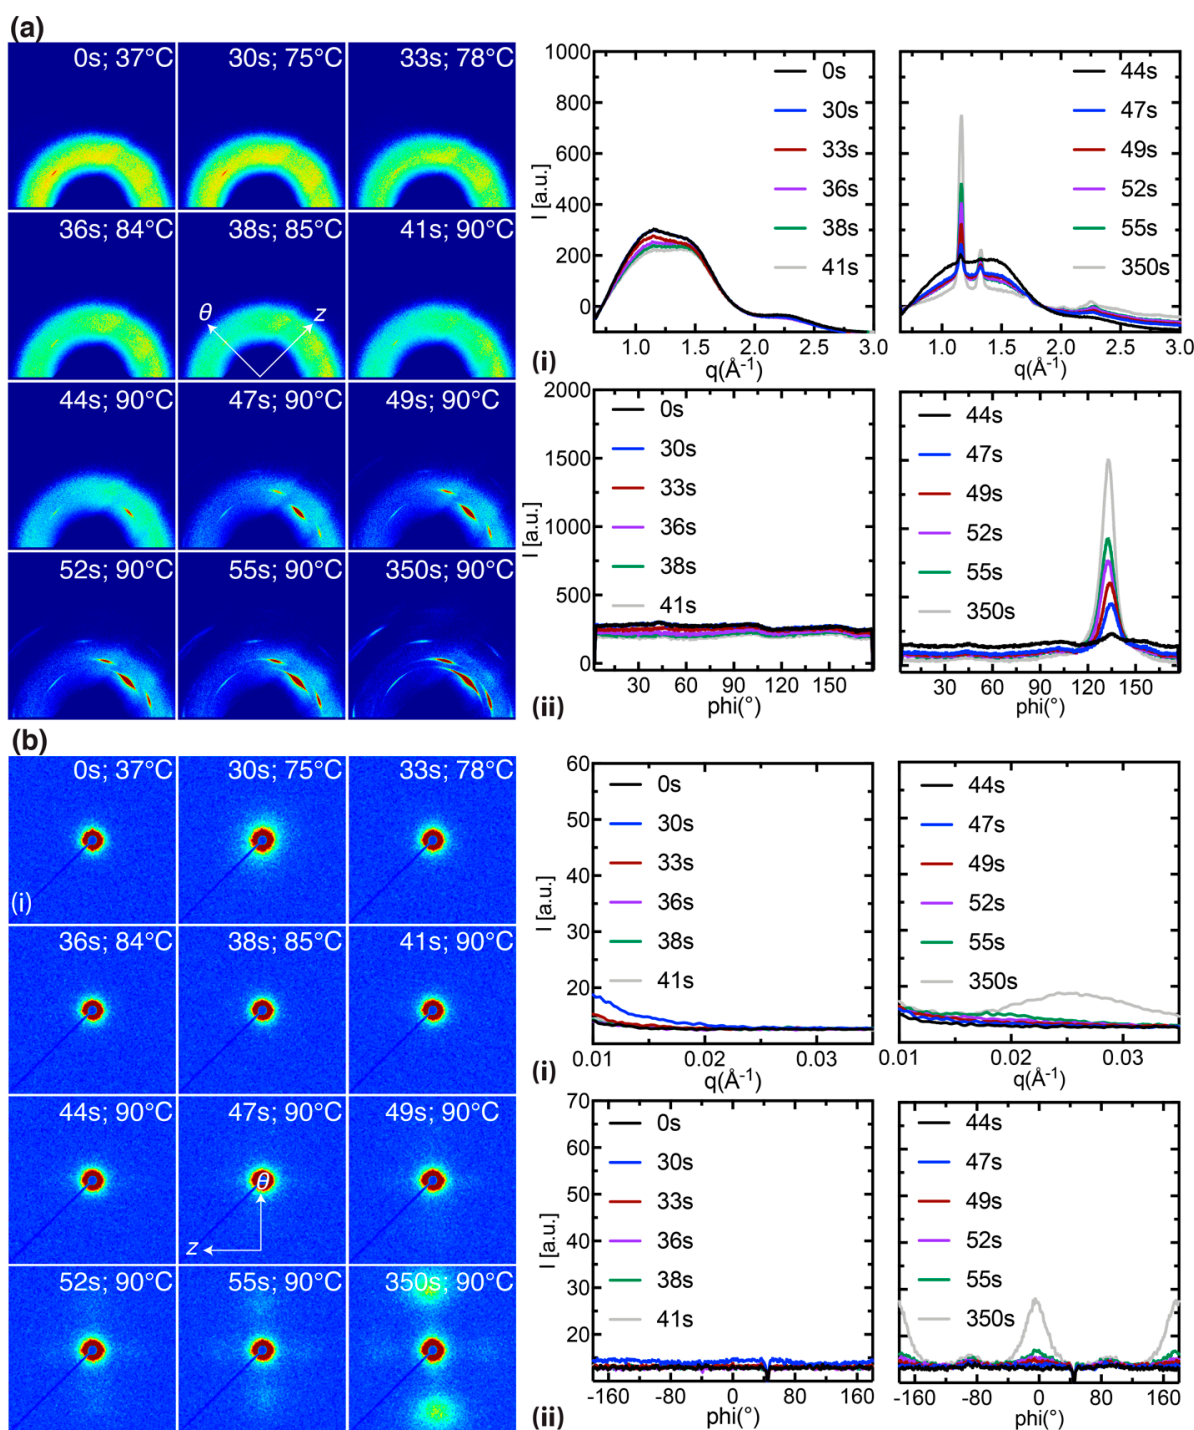 (a)
0s; 37°C 30s; 75°C 33s; 78°C
36s; 84°C 38s; 85°C 41s; 90°C
θ z
44s; 90°C 47s; 90°C 49s; 90°C
52s; 90°C 55s; 90°C 350s; 90°C
1000
800
600
400
200
0
I [a.u.]
0s
30s
33s
36s
38s
41s
1.0 1.5 2.0 2.5 3.0
q(Å⁻¹)
44s
47s
49s
52s
55s
350s
1.0 1.5 2.0 2.5 3.0
q(Å⁻¹)
(i)
2000
1500
1000
500
0
I [a.u.]
0s
30s
33s
36s
38s
41s
30 60 90 120 150
phi(°)
44s
47s
49s
52s
55s
350s
30 60 90 120 150
phi(°)
(ii)
(b)
0s; 37°C 30s; 75°C 33s; 78°C
(i)
36s; 84°C 38s; 85°C 41s; 90°C
44s; 90°C 47s; 90°C 49s; 90°C
θ
z
52s; 90°C 55s; 90°C 350s; 90°C
60
50
40
30
20
I [a.u.]
0s
30s
33s
36s
38s
41s
0.01 0.02 0.03
q(Å⁻¹)
44s
47s
49s
52s
55s
350s
0.01 0.02 0.03
q(Å⁻¹)
(i)
70
60
50
40
30
20
I [a.u.]
0s
30s
33s
36s
38s
41s
-160 -80 0 80 160
phi(°)
44s
47s
49s
52s
55s
350s
-160 -80 0 80 160
phi(°)
(ii)